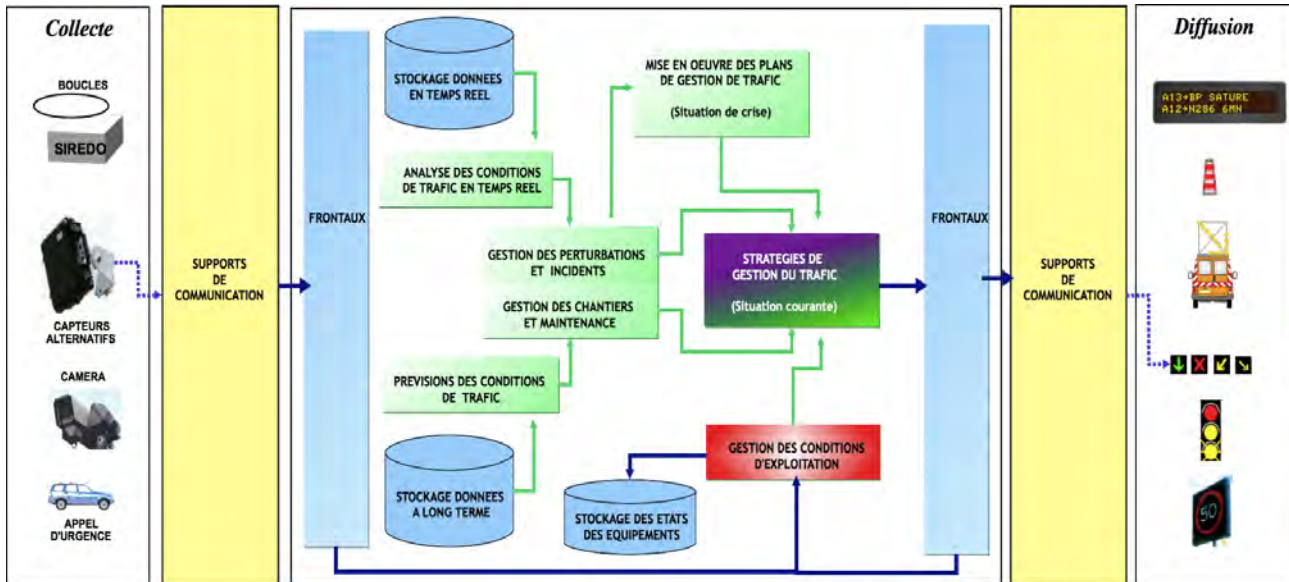 Collecte
BOUCLES
SIREDO
CAPTEURS
ALTERNATIFS
CAMERA
APPEL
D'URGENCE
SUPPORTS
DE
COMMUNICATION
FRONTAUX
STOCKAGE DONNEES
EN TEMPS REEL
ANALYSE DES CONDITIONS
DE TRAFIC EN TEMPS REEL
GESTION DES PERTURBATIONS
ET INCIDENTS
GESTION DES CHANTIERS
ET MAINTENANCE
PREVISIONS DES CONDITIONS
DE TRAFIC
STOCKAGE DONNEES
A LONG TERME
MISE EN OEUVRE DES PLANS
DE GESTION DE TRAFIC
(Situation de crise)
STRATEGIES DE
GESTION DU TRAFIC
(Situation courante)
GESTION DES CONDITIONS
D'EXPLOITATION
STOCKAGE DES ETATS
DES EQUIPEMENTS
FRONTAUX
SUPPORTS
DE
COMMUNICATION
Diffusion
A13+BP SATURE
A12+N286 6MN
50